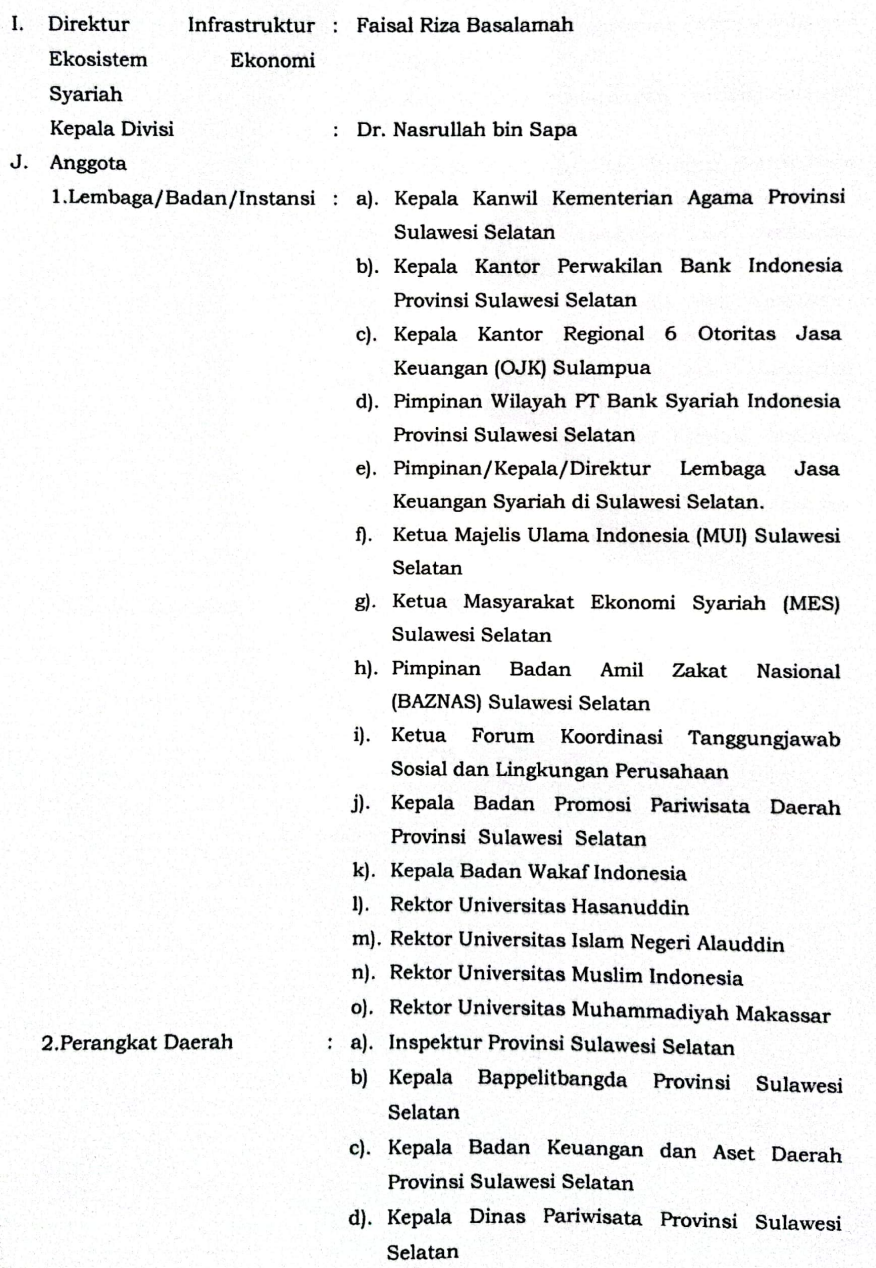 I. Direktur Infrastruktur : Faisal Riza Basalamah
Ekosistem Ekonomi
Syariah
Kepala Divisi : Dr. Nasrullah bin Sapa
J. Anggota
1.Lembaga/Badan/Instansi : a). Kepala Kanwil Kementerian Agama Provinsi
Sulawesi Selatan
b). Kepala Kantor Perwakilan Bank Indonesia
Provinsi Sulawesi Selatan
c). Kepala Kantor Regional 6 Otoritas Jasa
Keuangan (OJK) Sulampua
d). Pimpinan Wilayah PT Bank Syariah Indonesia
Provinsi Sulawesi Selatan
e). Pimpinan/Kepala/Direktur Lembaga Jasa
Keuangan Syariah di Sulawesi Selatan.
f). Ketua Majelis Ulama Indonesia (MUI) Sulawesi
Selatan
g). Ketua Masyarakat Ekonomi Syariah (MES)
Sulawesi Selatan
h). Pimpinan Badan Amil Zakat Nasional
(BAZNAS) Sulawesi Selatan
i). Ketua Forum Koordinasi Tanggungjawab
Sosial dan Lingkungan Perusahaan
j). Kepala Badan Promosi Pariwisata Daerah
Provinsi Sulawesi Selatan
k). Kepala Badan Wakaf Indonesia
l). Rektor Universitas Hasanuddin
m). Rektor Universitas Islam Negeri Alauddin
n). Rektor Universitas Muslim Indonesia
o). Rektor Universitas Muhammadiyah Makassar
2.Perangkat Daerah : a). Inspektur Provinsi Sulawesi Selatan
b) Kepala Bappelitbangda Provinsi Sulawesi
Selatan
c). Kepala Badan Keuangan dan Aset Daerah
Provinsi Sulawesi Selatan
d). Kepala Dinas Pariwisata Provinsi Sulawesi
Selatan